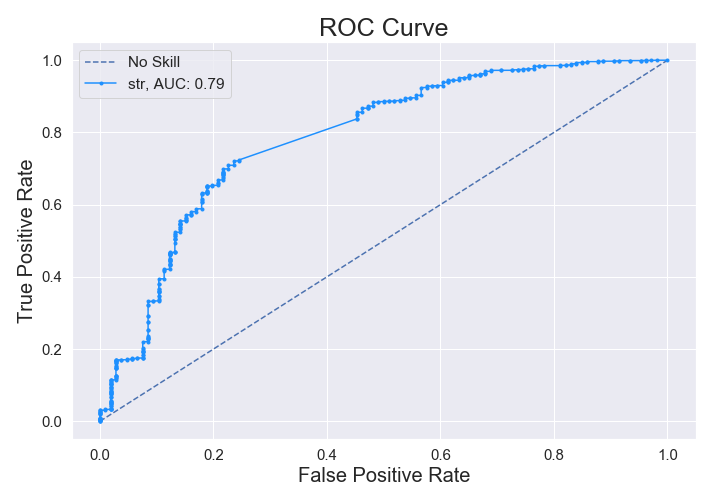 ROC Curve
No Skill
str, AUC: 0.79
True Positive Rate
1.0
0.8
0.6
0.4
0.2
0.0
0.0 0.2 0.4 0.6 0.8 1.0
False Positive Rate